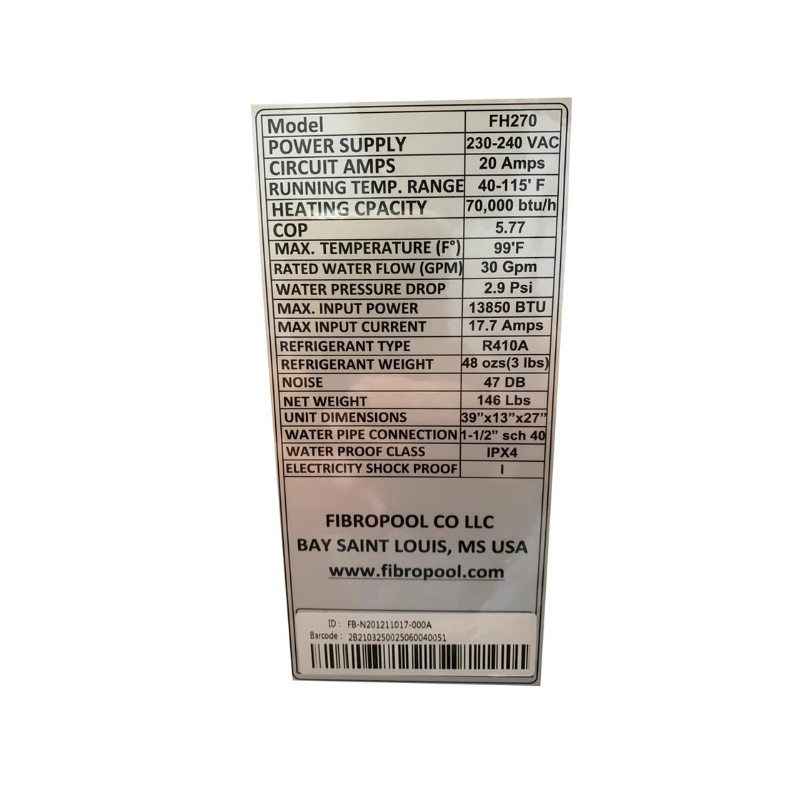 Model FH270
POWER SUPPLY 230-240 VAC
CIRCUIT AMPS 20 Amps
RUNNING TEMP. RANGE 40-115' F
HEATING CPACITY 70,000 btu/h
COP 5.77
MAX. TEMPERATURE (F°) 99'F
RATED WATER FLOW (GPM) 30 Gpm
WATER PRESSURE DROP 2.9 Psi
MAX. INPUT POWER 13850 BTU
MAX INPUT CURRENT 17.7 Amps
REFRIGERANT TYPE R410A
REFRIGERANT WEIGHT 48 ozs(3 lbs)
NOISE 47 DB
NET WEIGHT 146 Lbs
UNIT DIMENSIONS 39”x13”x27”
WATER PIPE CONNECTION 1-1/2” sch 40
WATER PROOF CLASS IPX4
ELECTRICITY SHOCK PROOF I
FIBROPOOL CO LLC
BAY SAINT LOUIS, MS USA
www.fibropool.com
ID : FB-N201211017-000A
Barcode : 2B2103250025060040051